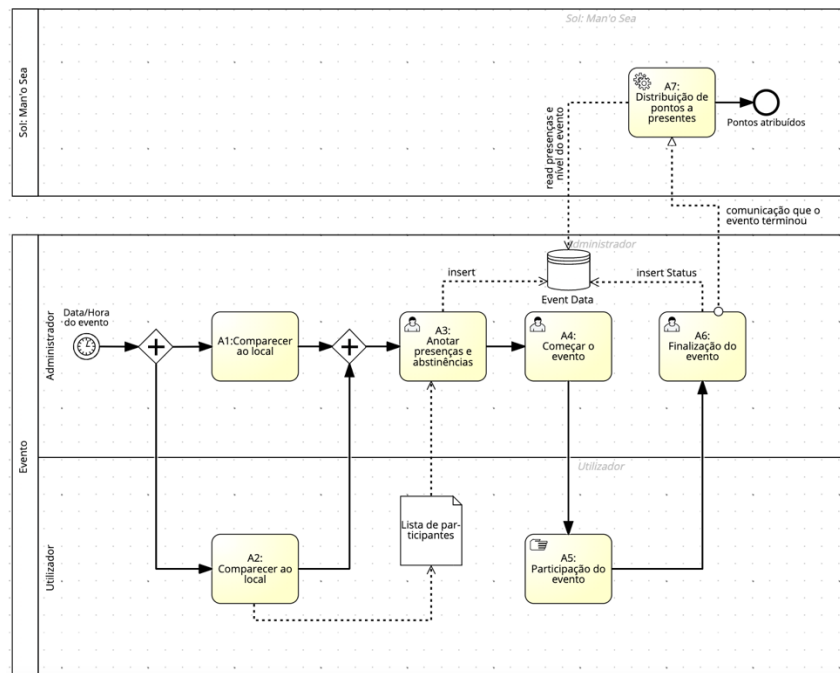 Sol: Man'o Sea
Sol: Man'o Sea
A7:
Distribuição de
pontos a
presentes
Pontos atribuídos
read presenças e
nível do evento
comunicação que o
evento terminou
Evento
Administrador
Administrador
Data/Hora
do evento
A1:Comparecer
ao local
insert
Event Data
insert Status
A3:
Anotar
presenças e
abstinências
A4:
Começar o
evento
A6:
Finalização do
evento
Utilizador
Utilizador
A2:
Comparecer ao
local
Lista de par-
ticipantes
A5:
Participação do
evento